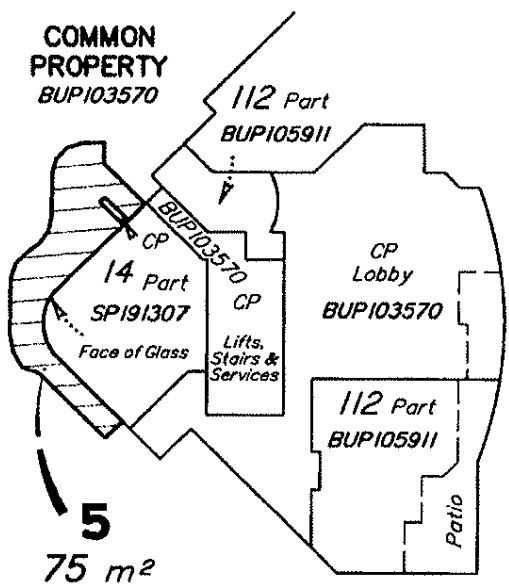 COMMON
PROPERTY
BUP103570
112 Part
BUP105911
BUP103570
CP
14 Part
SP191307
Face of Glass
CP
Lifts,
Stairs &
Services
CP
Lobby
BUP103570
112 Part
BUP105911
Patio
5
75 m²